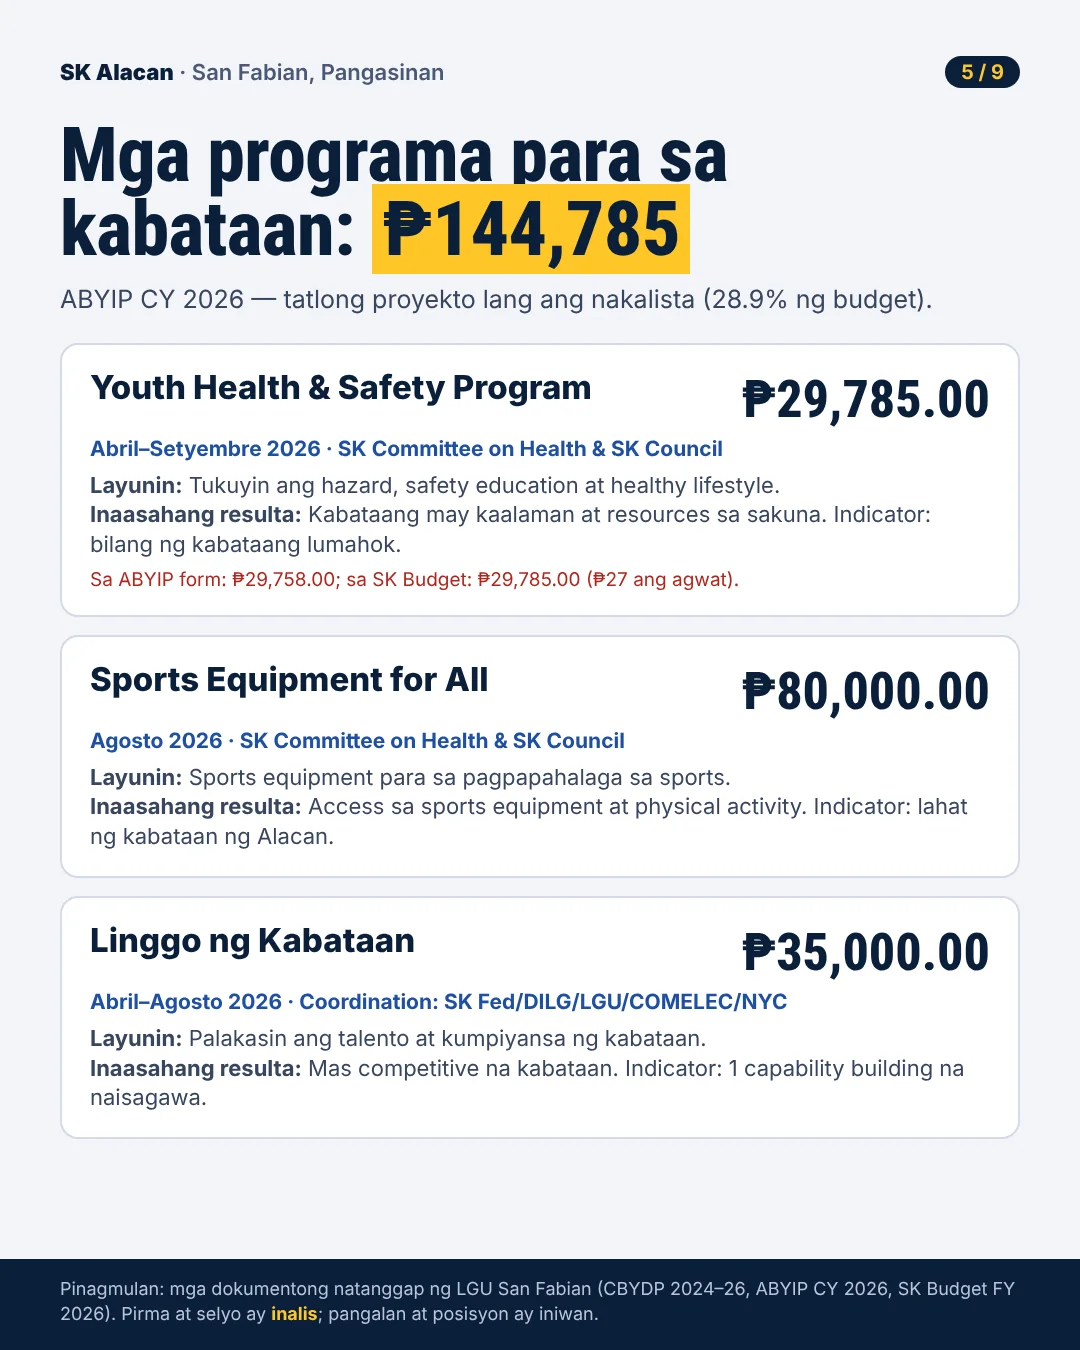 SK Alacan · San Fabian, Pangasinan
5 / 9
Mga programa para sa
kabataan: ₱144,785
ABYIP CY 2026 — tatlong proyekto lang ang nakalista (28.9% ng budget).
Youth Health & Safety Program
₱29,785.00
Abril–Setyembre 2026 · SK Committee on Health & SK Council
Layunin: Tukuyin ang hazard, safety education at healthy lifestyle.
Inaasahang resulta: Kabataang may kaalaman at resources sa sakuna. Indicator:
bilang ng kabataang lumahok.
Sa ABYIP form: ₱29,758.00; sa SK Budget: ₱29,785.00 (₱27 ang agwat).
Sports Equipment for All
₱80,000.00
Agosto 2026 · SK Committee on Health & SK Council
Layunin: Sports equipment para sa pagpapahalaga sa sports.
Inaasahang resulta: Access sa sports equipment at physical activity. Indicator: lahat
ng kabataan ng Alacan.
Linggo ng Kabataan
₱35,000.00
Abril–Agosto 2026 · Coordination: SK Fed/DILG/LGU/COMELEC/NYC
Layunin: Palakasin ang talento at kumpiyansa ng kabataan.
Inaasahang resulta: Mas competitive na kabataan. Indicator: 1 capability building na
naisagawa.
Pinagmulan: mga dokumentong natanggap ng LGU San Fabian (CBYDP 2024–26, ABYIP CY 2026, SK Budget FY
2026). Pirma at selyo ay inalis; pangalan at posisyon ay iniwan.